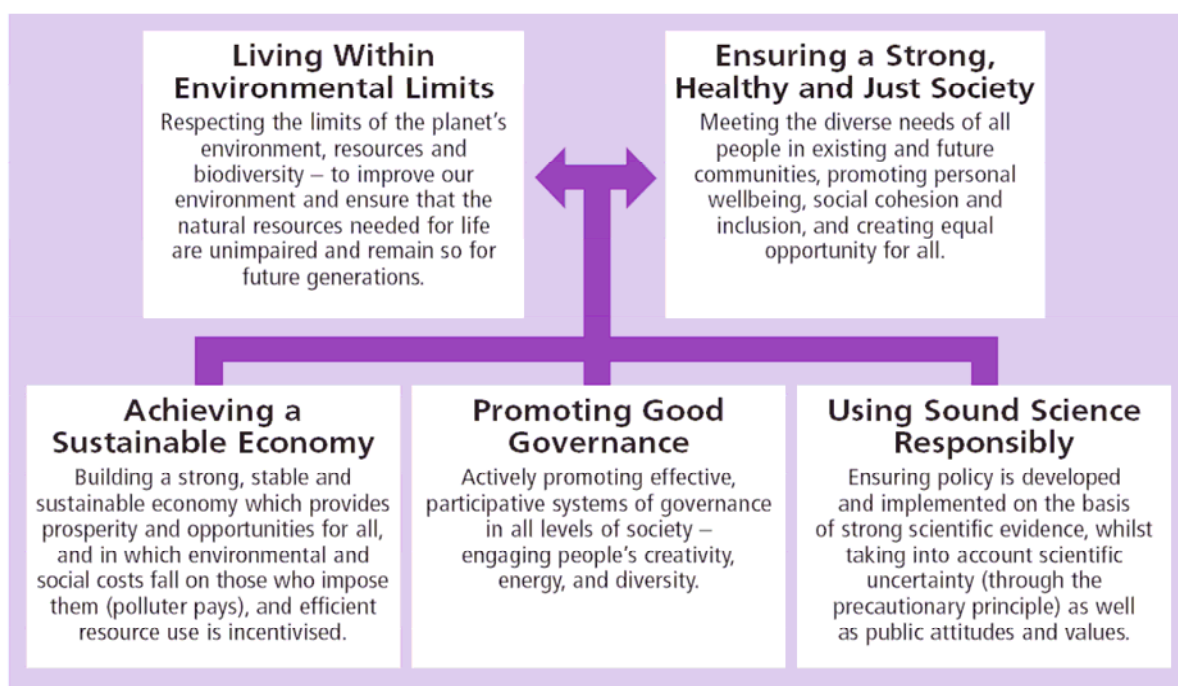 Living Within
Environmental Limits
Respecting the limits of the planet's
environment, resources and
biodiversity – to improve our
environment and ensure that the
natural resources needed for life
are unimpaired and remain so for
future generations.
Ensuring a Strong,
Healthy and Just Society
Meeting the diverse needs of all
people in existing and future
communities, promoting personal
wellbeing, social cohesion and
inclusion, and creating equal
opportunity for all.
Achieving a
Sustainable Economy
Building a strong, stable and
sustainable economy which provides
prosperity and opportunities for all,
and in which environmental and
social costs fall on those who impose
them (polluter pays), and efficient
resource use is incentivised.
Promoting Good
Governance
Actively promoting effective,
participative systems of governance
in all levels of society –
engaging people's creativity,
energy, and diversity.
Using Sound Science
Responsibly
Ensuring policy is developed
and implemented on the basis
of strong scientific evidence, whilst
taking into account scientific
uncertainty (through the
precautionary principle) as well
as public attitudes and values.